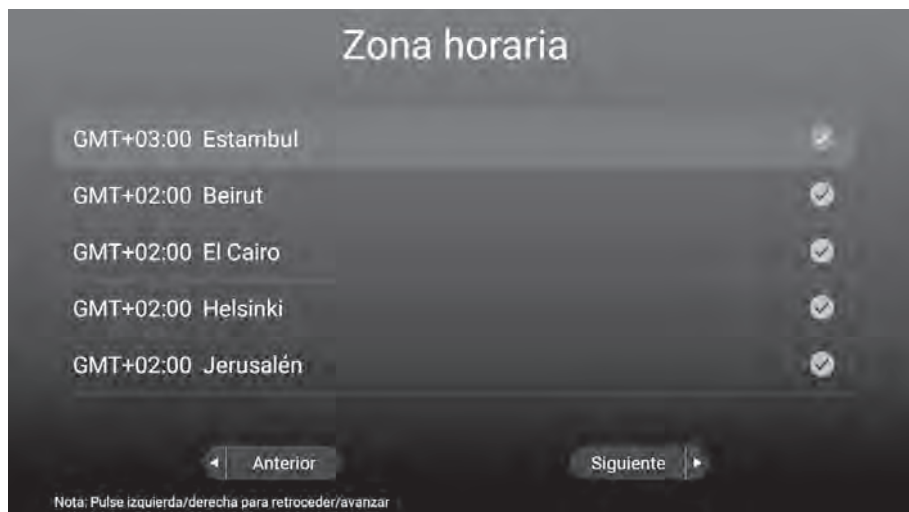 Zona horaria
GMT+03:00 Estambul
GMT+02:00 Beirut
GMT+02:00 El Cairo
GMT+02:00 Helsinki
GMT+02:00 Jerusalén
Anterior
Siguiente
Nota: Pulse izquierda/derecha para retroceder/avanzar